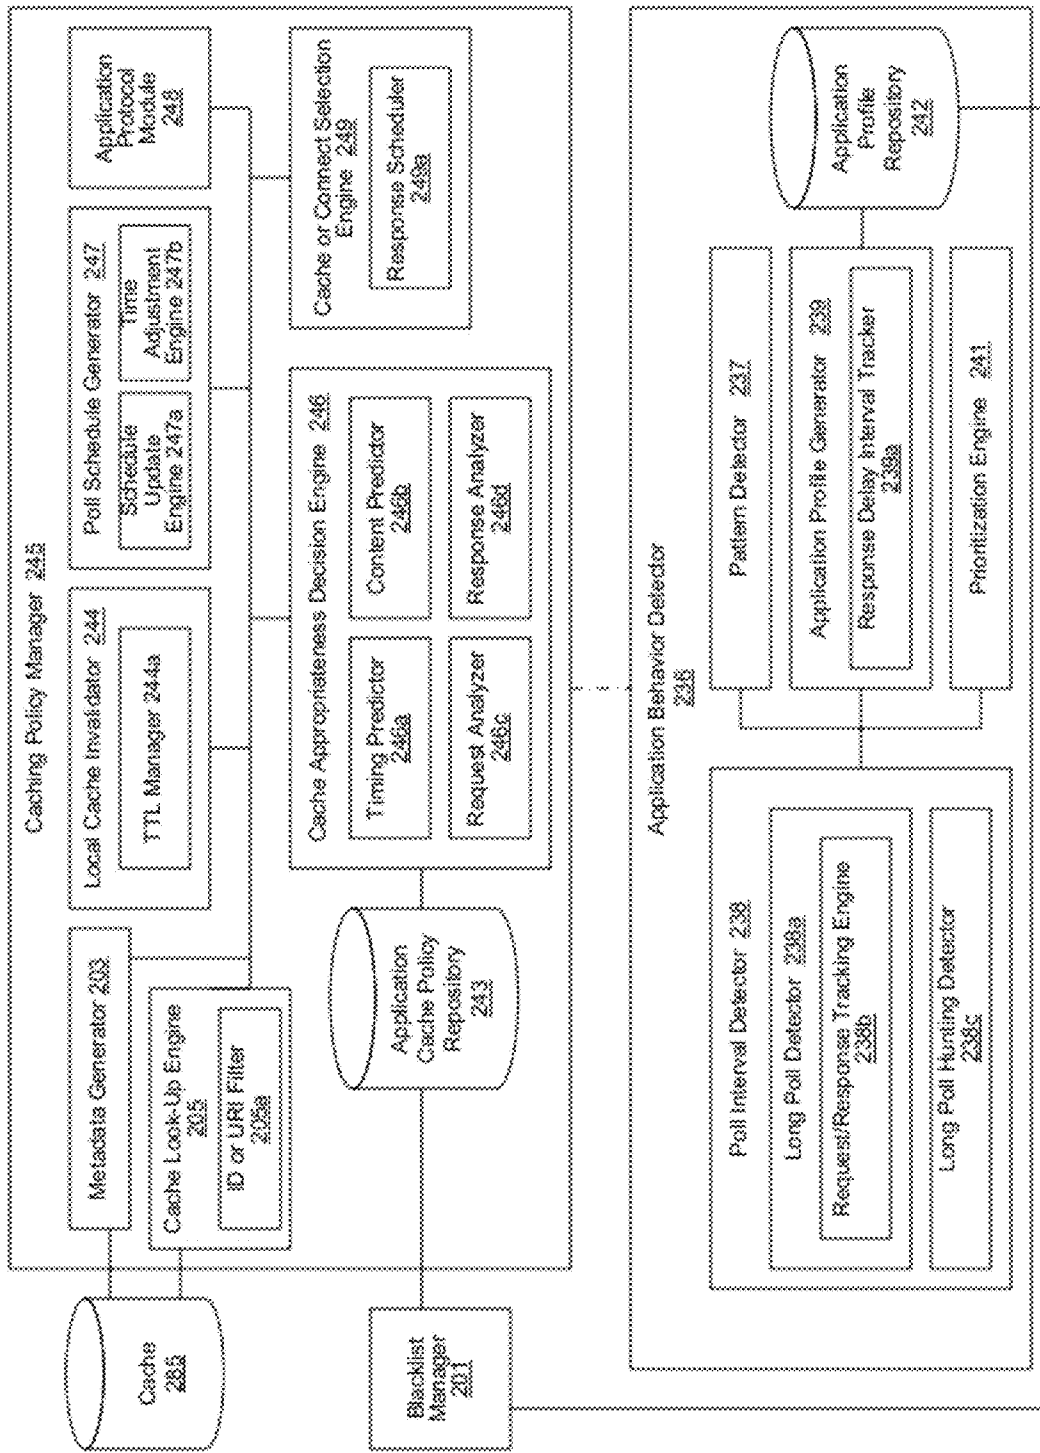 Cache
285
Blacklist
Manager
201
Caching Policy Manager 245
Metadata Generator 203
Cache Look-Up Engine
205
ID or URI Filter
205a
Local Cache Invalidator 244
TTL Manager 244a
Poll Schedule Generator 247
Schedule
Update
Engine 247a
Time
Adjustment
Engine 247b
Application
Protocol
Module
248
Application
Cache Policy
Repository
243
Cache Appropriateness Decision Engine 246
Timing Predictor
246a
Content Predictor
246b
Request Analyzer
246c
Response Analyzer
246d
Cache or Connect Selection
Engine 249
Response Scheduler
249a
Application Behavior Detector
236
Poll Interval Detector 238
Long Poll Detector 238a
Request/Response Tracking Engine
238b
Long Poll Hunting Detector
238c
Pattern Detector 237
Application Profile Generator 239
Response Delay Interval Tracker
239a
Prioritization Engine 241
Application
Profile
Repository
242